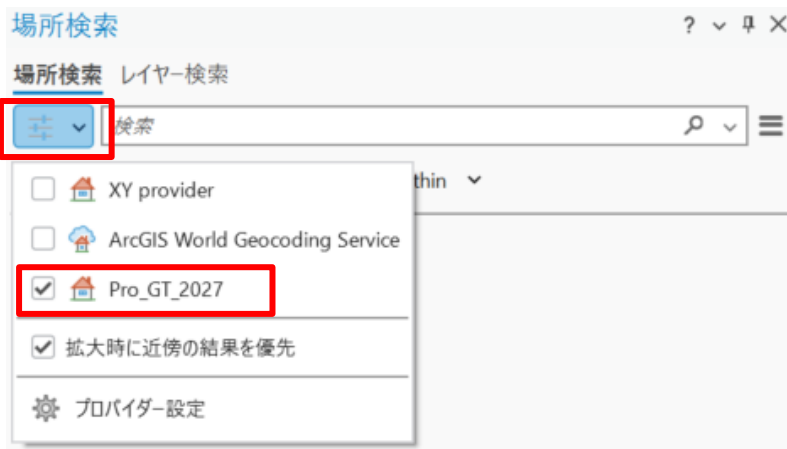 場所検索
場所検索 レイヤー検索
検索
thin
XY provider
ArcGIS World Geocoding Service
Pro_GT_2027
拡大時に近傍の結果を優先
プロバイダー設定